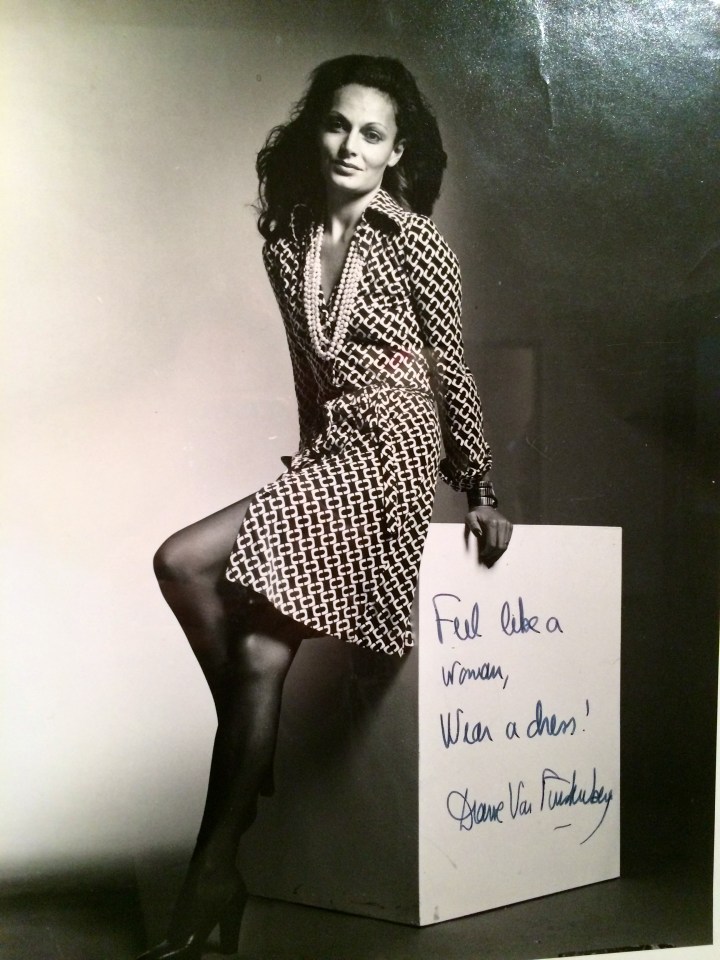 Feel like a
woman,
Wear a dress!
Diane Von Furstenberg